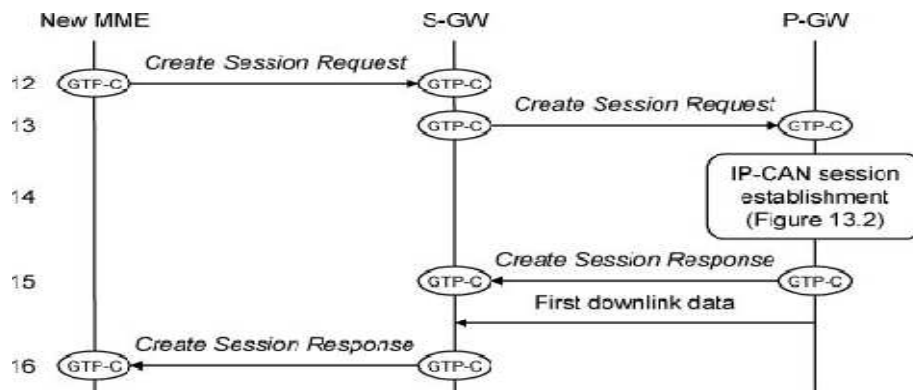 New MME S-GW P-GW
Create Session Request
12 GTP-C GTP-C
Create Session Request
13 GTP-C GTP-C
IP-CAN session
14 establishment
(Figure 13.2)
Create Session Response
15 GTP-C GTP-C
First downlink data
Create Session Response
16 GTP-C GTP-C